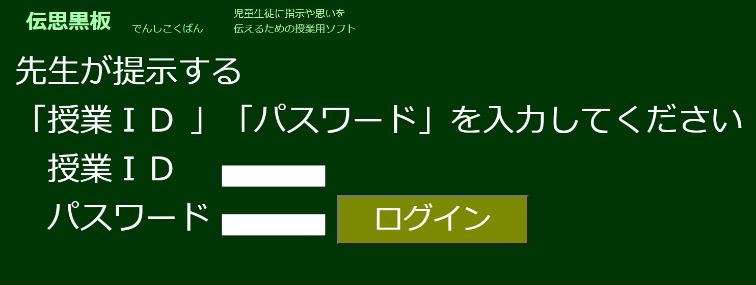 伝思黒板 でんしこくばん 児童生徒に指示や思いを
伝えるための授業用ソフト
先生が提示する
「授業ＩＤ 」「パスワード」を入力してください
授業ＩＤ
パスワード ログイン